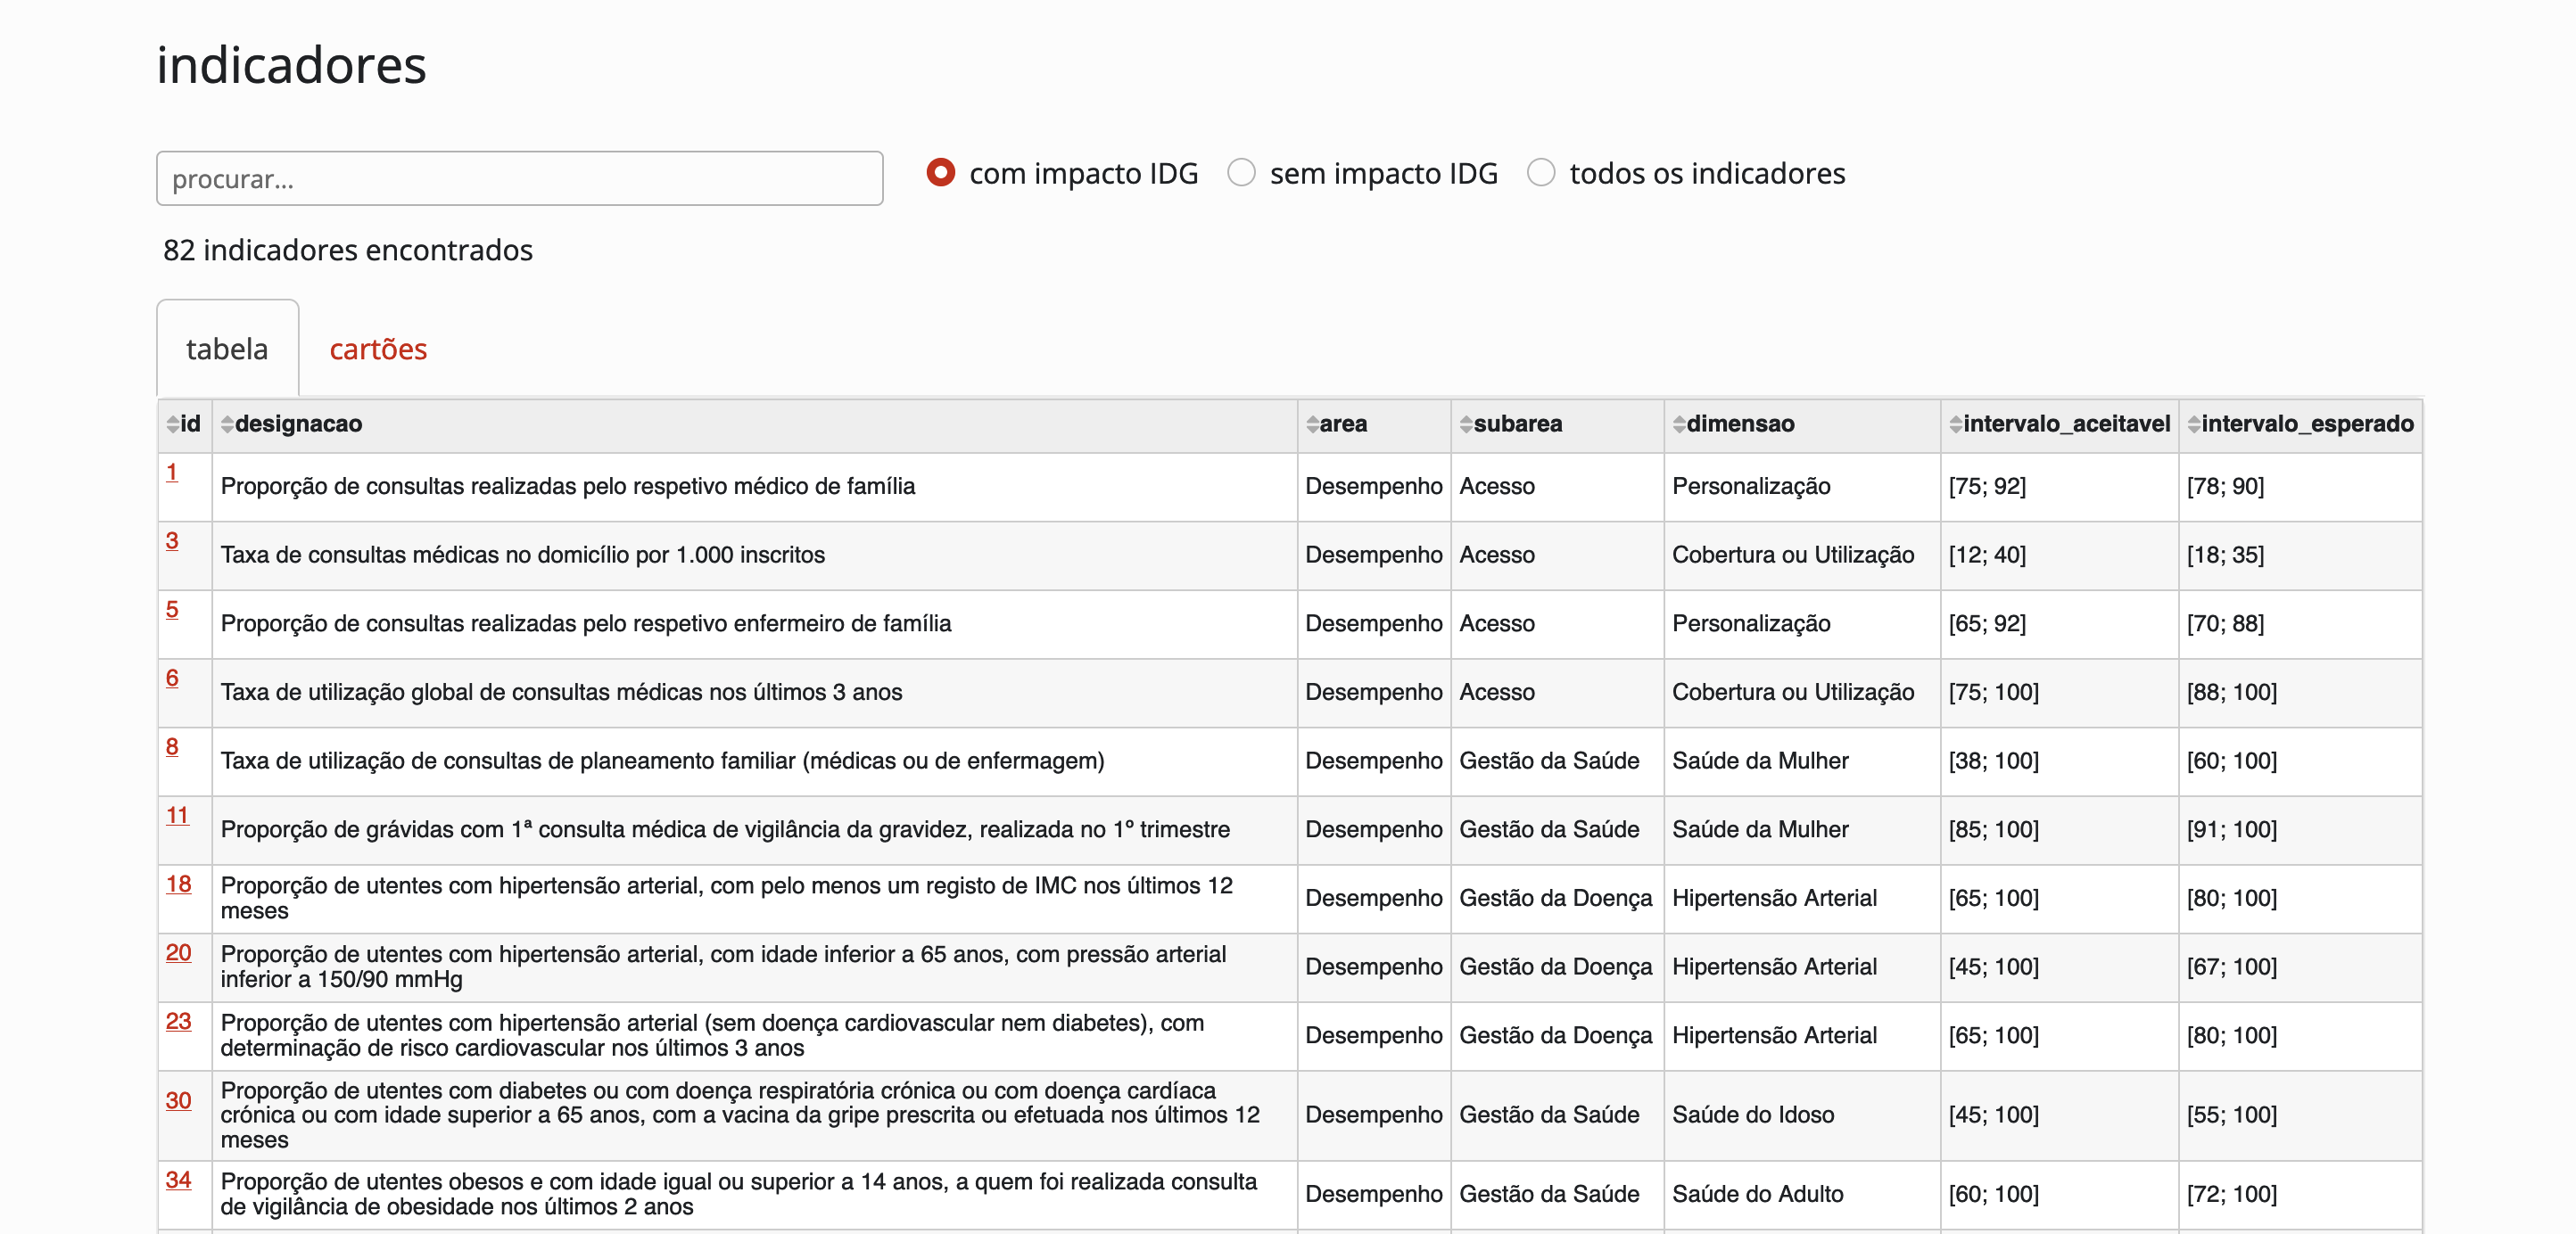 indicadores
procurar...
com impacto IDG sem impacto IDG todos os indicadores
82 indicadores encontrados
tabela cartões
id designacao area subarea dimensao intervalo_aceitavel intervalo_esperado
1 Proporção de consultas realizadas pelo respetivo médico de família Desempenho Acesso Personalização [75; 92] [78; 90]
3 Taxa de consultas médicas no domicílio por 1.000 inscritos Desempenho Acesso Cobertura ou Utilização [12; 40] [18; 35]
5 Proporção de consultas realizadas pelo respetivo enfermeiro de família Desempenho Acesso Personalização [65; 92] [70; 88]
6 Taxa de utilização global de consultas médicas nos últimos 3 anos Desempenho Acesso Cobertura ou Utilização [75; 100] [88; 100]
8 Taxa de utilização de consultas de planeamento familiar (médicas ou de enfermagem) Desempenho Gestão da Saúde Saúde da Mulher [38; 100] [60; 100]
11 Proporção de grávidas com 1ª consulta médica de vigilância da gravidez, realizada no 1º trimestre Desempenho Gestão da Saúde Saúde da Mulher [85; 100] [91; 100]
18 Proporção de utentes com hipertensão arterial, com pelo menos um registo de IMC nos últimos 12
meses Desempenho Gestão da Doença Hipertensão Arterial [65; 100] [80; 100]
20 Proporção de utentes com hipertensão arterial, com idade inferior a 65 anos, com pressão arterial
inferior a 150/90 mmHg Desempenho Gestão da Doença Hipertensão Arterial [45; 100] [67; 100]
23 Proporção de utentes com hipertensão arterial (sem doença cardiovascular nem diabetes), com
determinação de risco cardiovascular nos últimos 3 anos Desempenho Gestão da Doença Hipertensão Arterial [65; 100] [80; 100]
30 Proporção de utentes com diabetes ou com doença respiratória crónica ou com doença cardíaca
crónica ou com idade superior a 65 anos, com a vacina da gripe prescrita ou efetuada nos últimos 12
meses Desempenho Gestão da Saúde Saúde do Idoso [45; 100] [55; 100]
34 Proporção de utentes obesos e com idade igual ou superior a 14 anos, a quem foi realizada consulta
de vigilância de obesidade nos últimos 2 anos Desempenho Gestão da Saúde Saúde do Adulto [60; 100] [72; 100]